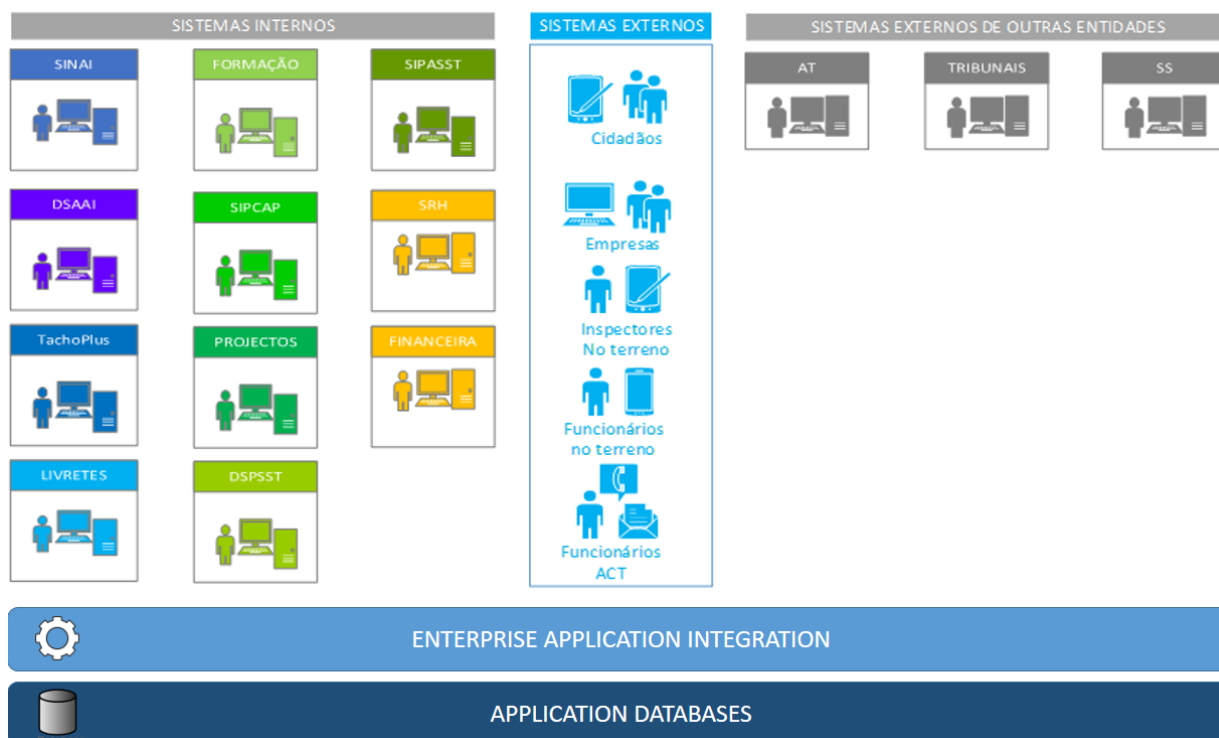 SISTEMAS INTERNOS
SINAI
FORMAÇÃO
SIPASST
DSAAI
SIPCAP
SRH
TachoPlus
PROJECTOS
FINANCEIRA
LIVRETES
DSPSST
SISTEMAS EXTERNOS
Cidadãos
Empresas
Inspectores
No terreno
Funcionários
no terreno
Funcionários
ACT
SISTEMAS EXTERNOS DE OUTRAS ENTIDADES
AT
TRIBUNAIS
SS
ENTERPRISE APPLICATION INTEGRATION
APPLICATION DATABASES